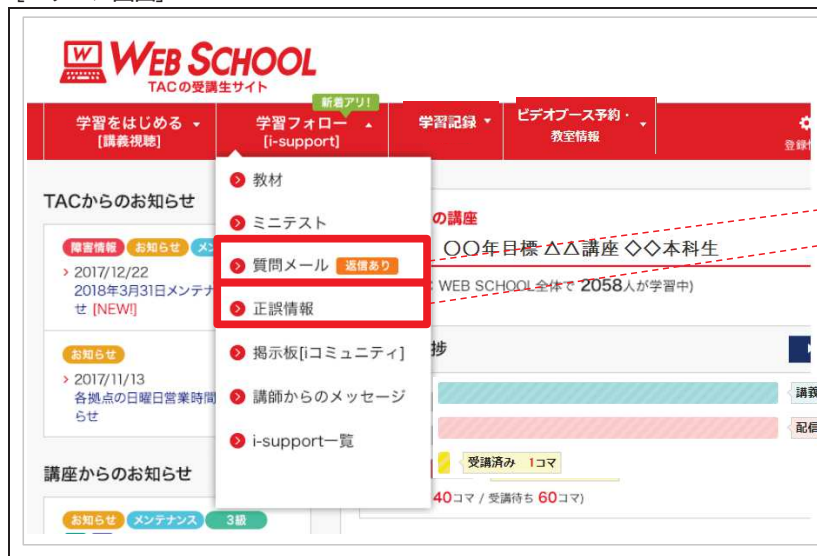 W WEB SCHOOL
TACの受講生サイト
新着アリ!
学習をはじめる
[講義視聴]
学習フォロー
[i-support]
学習記録
ビデオブース予約・
教室情報
TACからのお知らせ
障害情報 お知らせ
2017/12/22
2018年3月31日メンテナ
せ [NEW!]
お知らせ
2017/11/13
各拠点の日曜日営業時間
らせ
講座からのお知らせ
お知らせ メンテナンス 3級
教材
ミニテスト
質問メール 返信あり
正誤情報
掲示板[iコミュニティ]
講師からのメッセージ
i-support一覧
の講座
〇〇年目標 △△講座 ◇◇本科生
WEB SCHOOL全体で 2058人が学習中)
捗
講義
配信
受講済み 1コマ
40コマ / 受講待ち 60コマ)